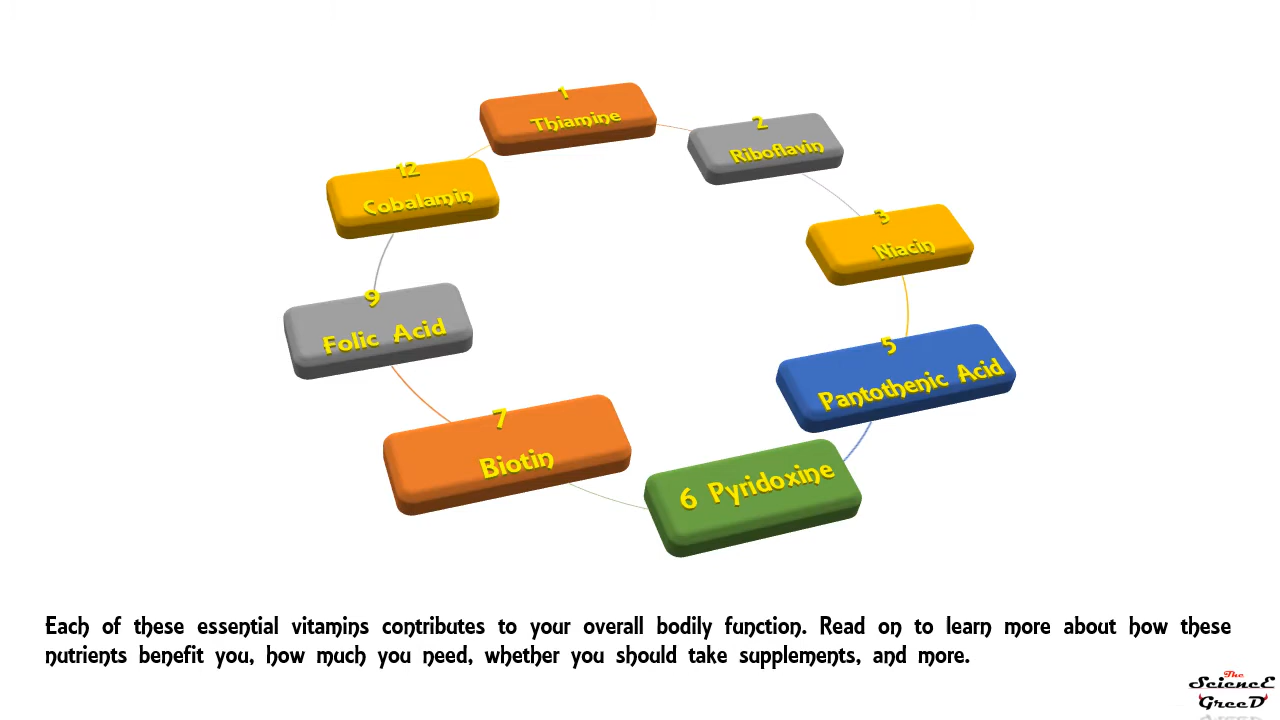 1
Thiamine
2
Riboflavin
3
Niacin
5
Pantothenic Acid
6 Pyridoxine
7
Biotin
9
Folic Acid
12
Cobalamin
Each of these essential vitamins contributes to your overall bodily function. Read on to learn more about how these
nutrients benefit you, how much you need, whether you should take supplements, and more.
The
SciencE
GreeD